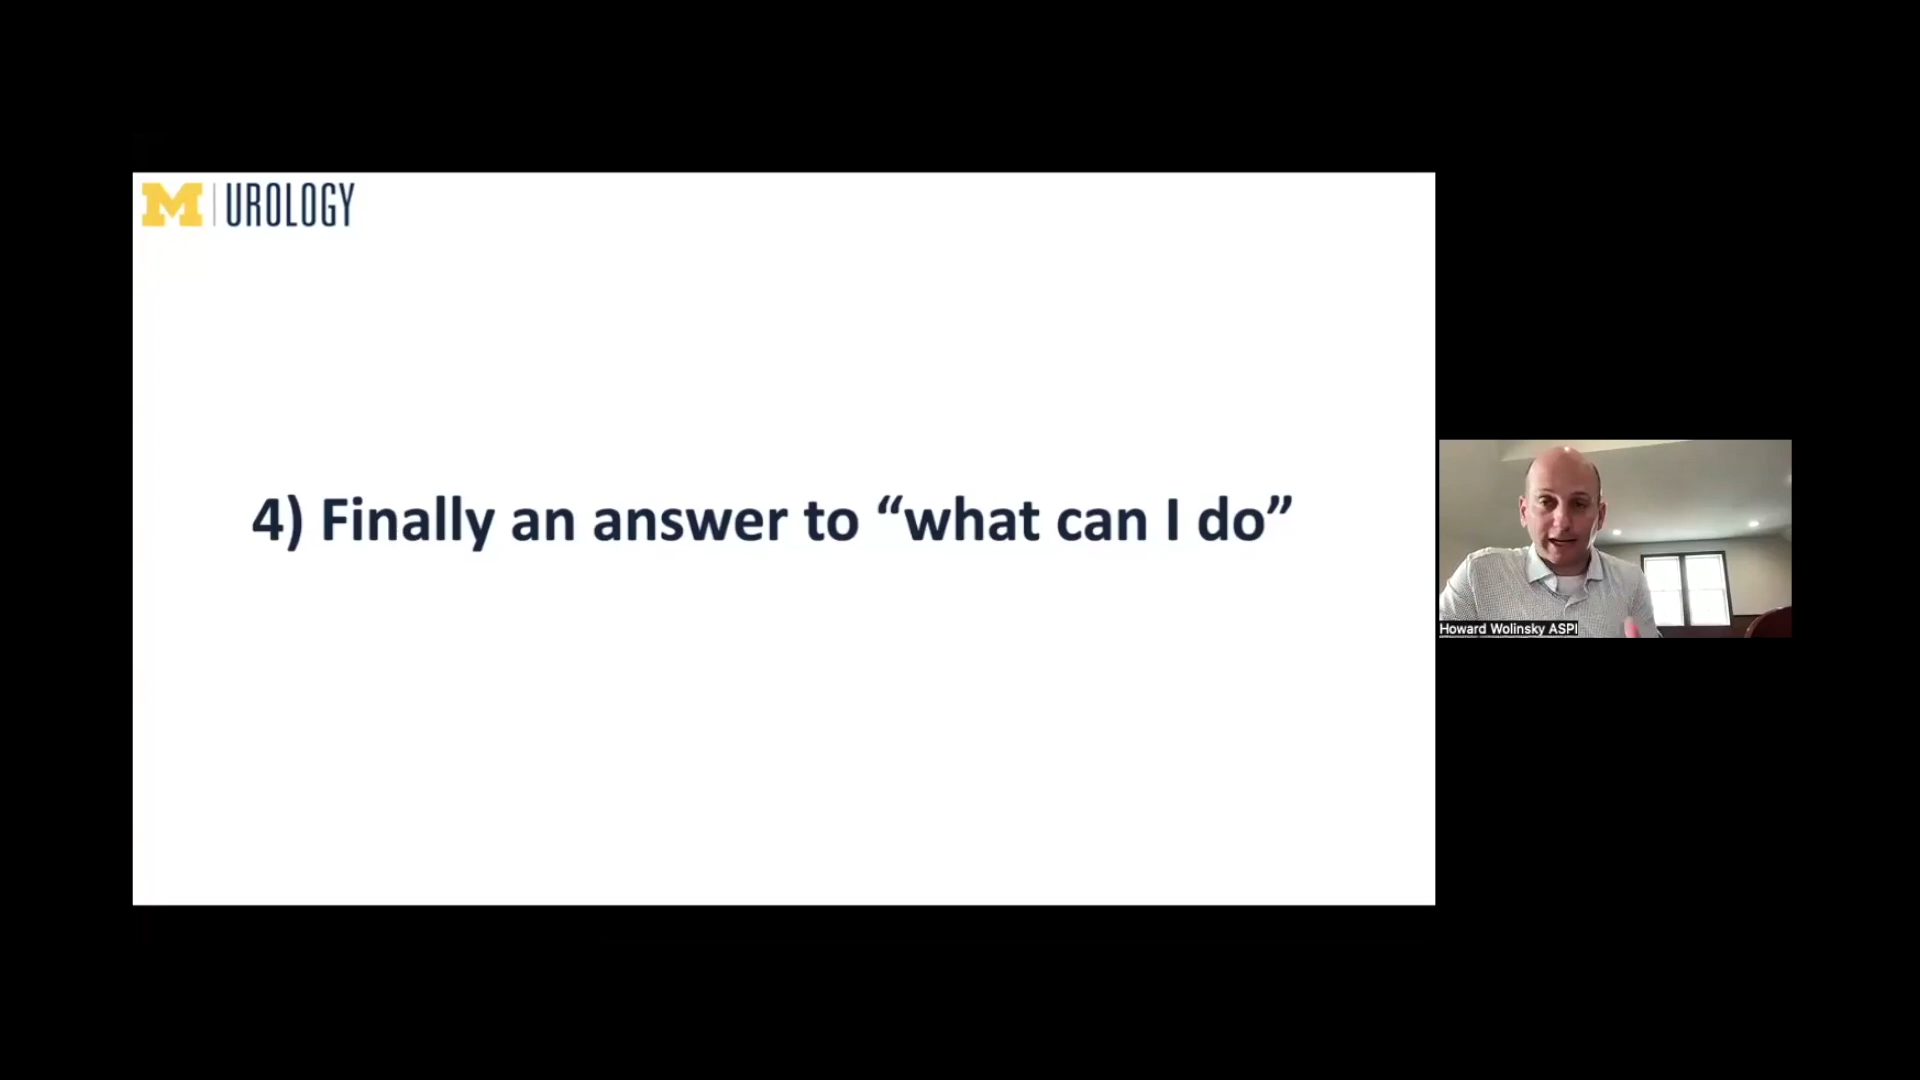 M | UROLOGY
4) Finally an answer to “what can I do”
Howard Wolinsky ASPI